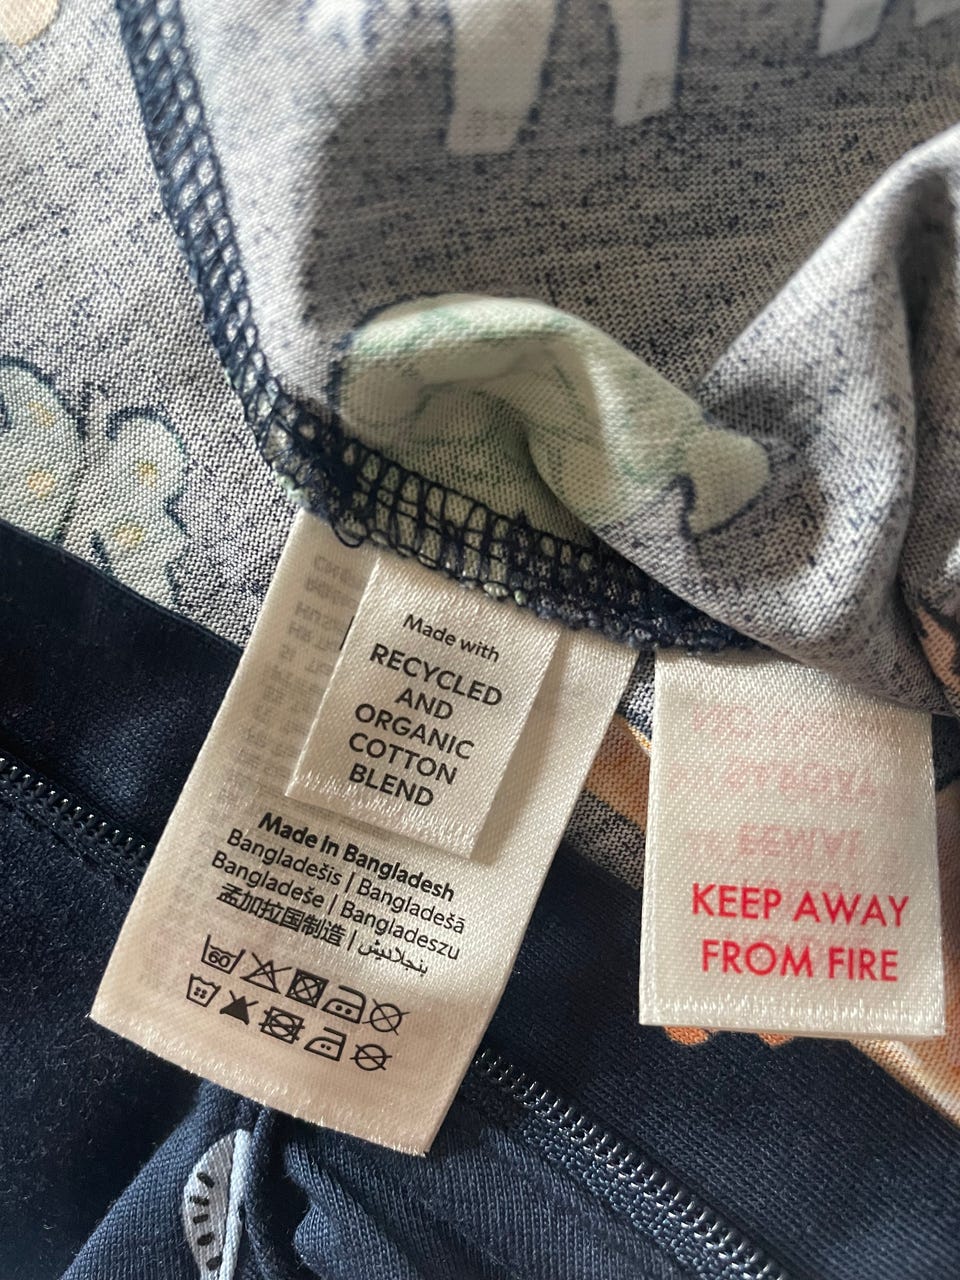 Made with
RECYCLED
AND
ORGANIC
COTTON
BLEND
Made in Bangladesh
Bangladešis | Bangladešā
Bangladeše | Bangladeszu
孟加拉国制造 | بنجلاديش
60
KEEP AWAY
FROM FIRE